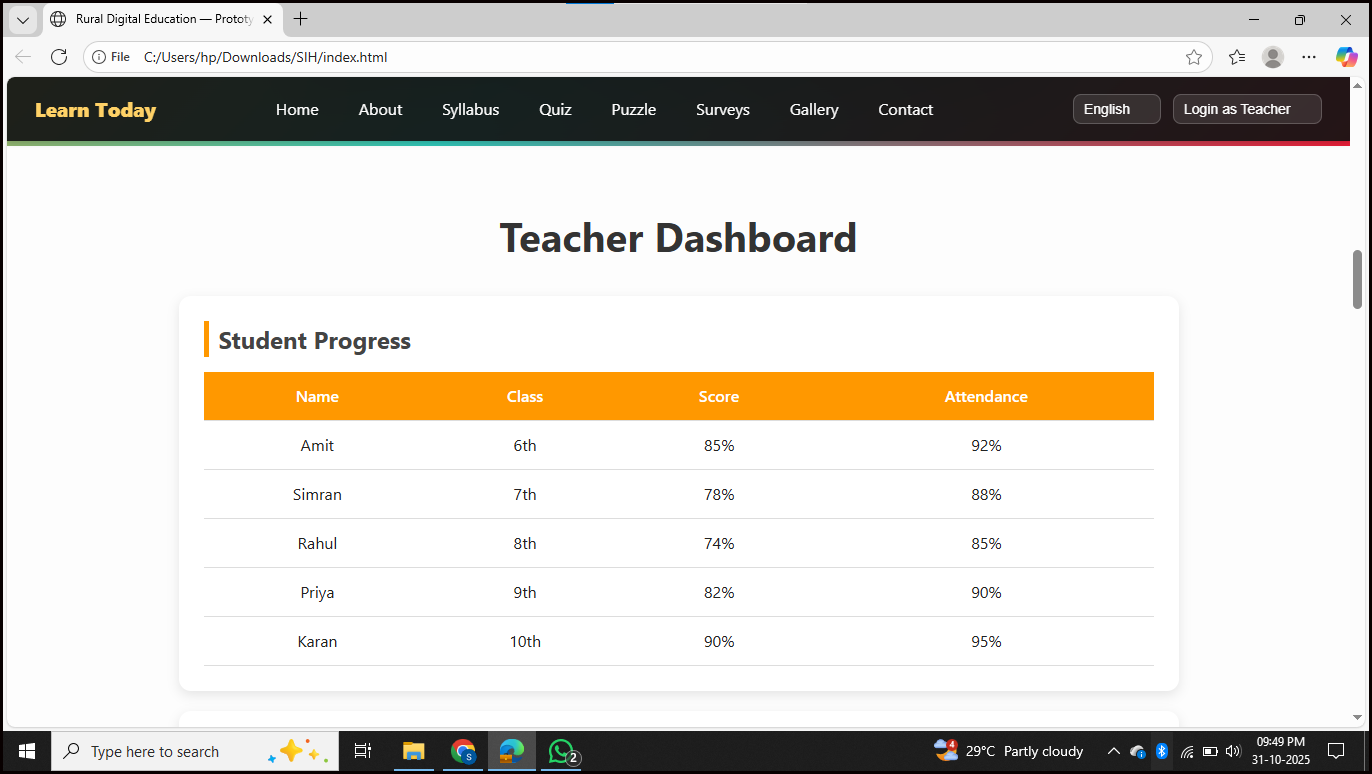 Rural Digital Education — Prototy
File C:/Users/hp/Downloads/SIH/index.html
Learn Today Home About Syllabus Quiz Puzzle Surveys Gallery Contact English Login as Teacher
Teacher Dashboard
Student Progress
Name Class Score Attendance
Amit 6th 85% 92%
Simran 7th 78% 88%
Rahul 8th 74% 85%
Priya 9th 82% 90%
Karan 10th 90% 95%
Type here to search S 2 4 29°C Partly cloudy 09:49 PM
31-10-2025